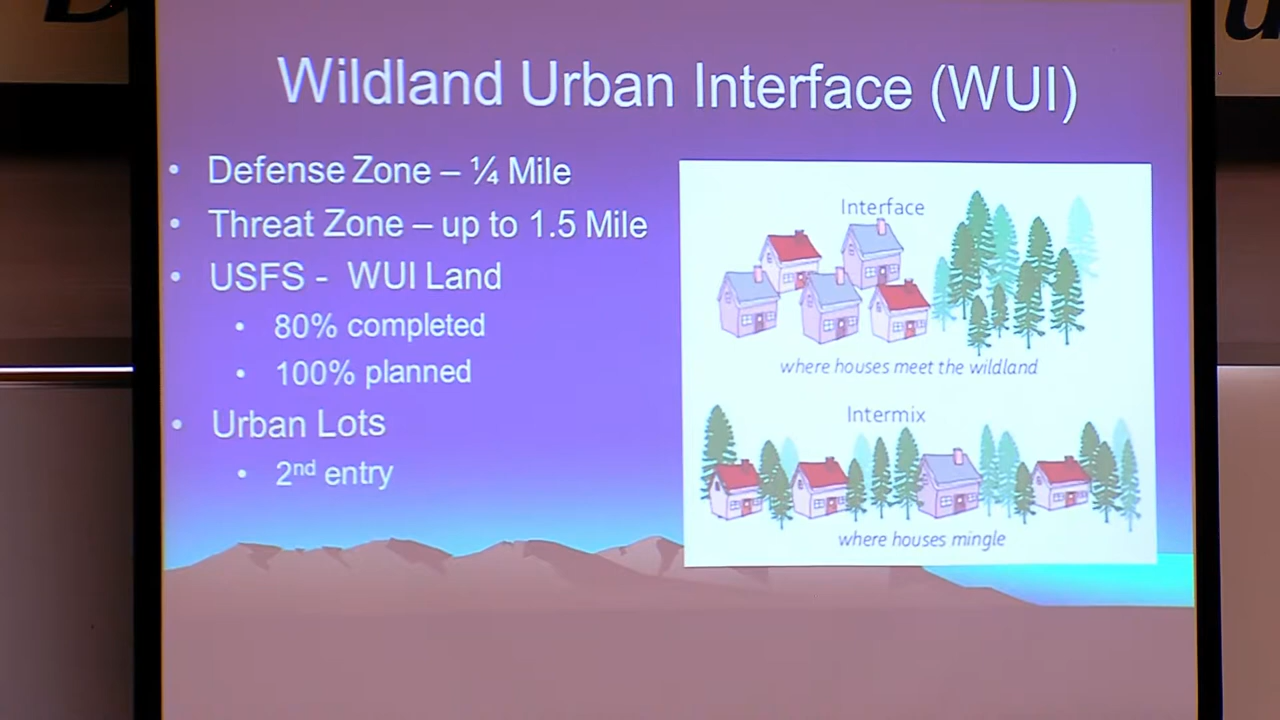 Wildland Urban Interface (WUI)
• Defense Zone – ¼ Mile
• Threat Zone – up to 1.5 Mile
• USFS - WUI Land
• 80% completed
• 100% planned
• Urban Lots
• 2nd entry
Interface
where houses meet the wildland
Intermix
where houses mingle